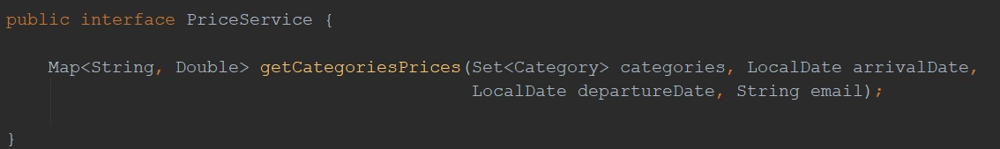 public interface PriceService {
Map<String, Double> getCategoriesPrices(Set<Category> categories, LocalDate arrivalDate,
LocalDate departureDate, String email);
}